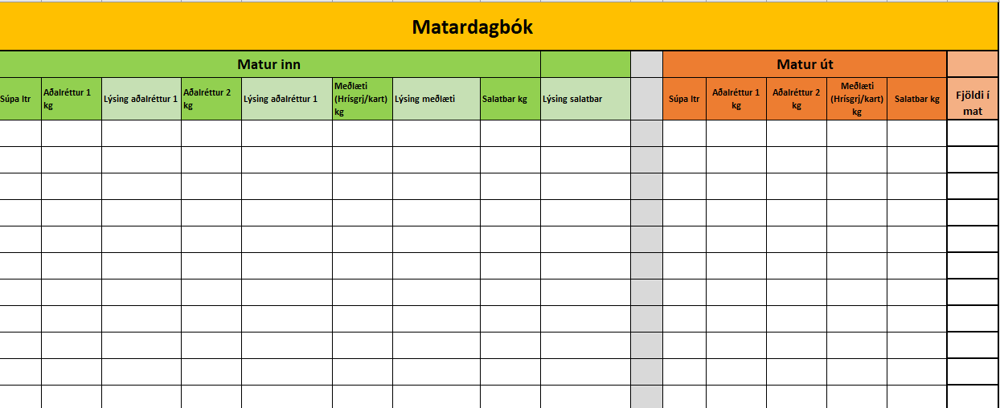 Matardagbók
Matur inn
Matur út
Súpa ltr
Aðalréttur 1
kg
Lýsing aðalréttur 1
Aðalréttur 2
kg
Lýsing aðalréttur 1
Meðlæti
(Hrísgrj/kart)
kg
Lýsing meðlæti
Salatbar kg
Lýsing salatbar
Súpa ltr
Aðalréttur 1
kg
Aðalréttur 2
kg
Meðlæti
(Hrísgrj/kart)
kg
Salatbar kg
Fjöldi í
mat